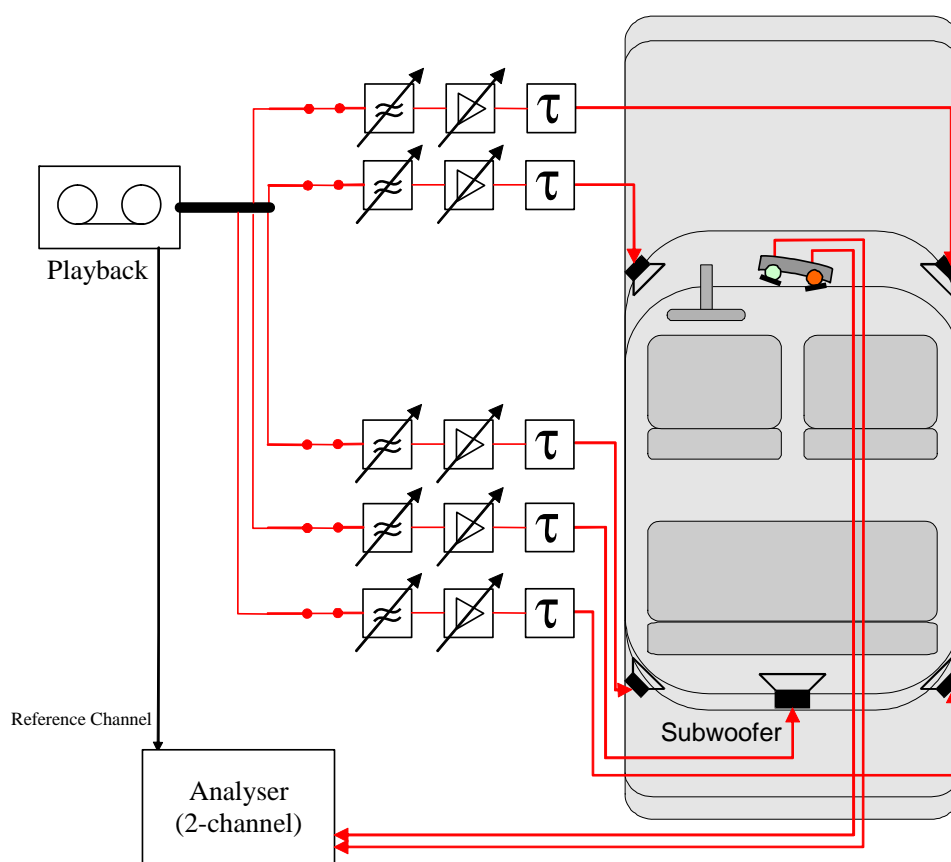 τ
τ
Playback
τ
τ
τ
Reference Channel
Subwoofer
Analyser
(2-channel)